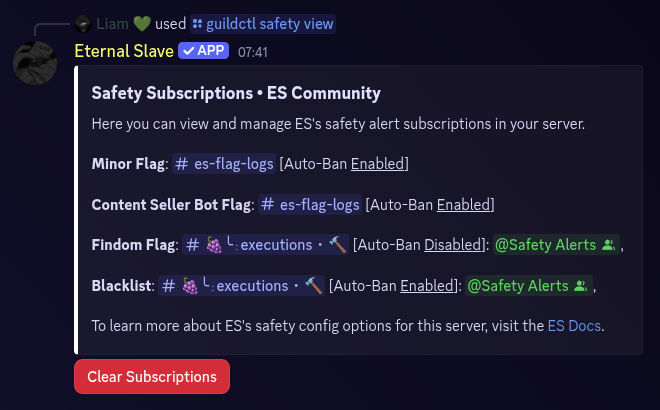 Liam 💚 used guildctl safety view
Eternal Slave ✓ APP 07:41
Safety Subscriptions • ES Community
Here you can view and manage ES's safety alert subscriptions in your server.
Minor Flag: # es-flag-logs [Auto-Ban Enabled]
Content Seller Bot Flag: # es-flag-logs [Auto-Ban Enabled]
Findom Flag: # 🍇╰﹕executions・🔨 [Auto-Ban Disabled]: @Safety Alerts,
Blacklist: # 🍇╰﹕executions・🔨 [Auto-Ban Enabled]: @Safety Alerts,
To learn more about ES's safety config options for this server, visit the ES Docs.
Clear Subscriptions